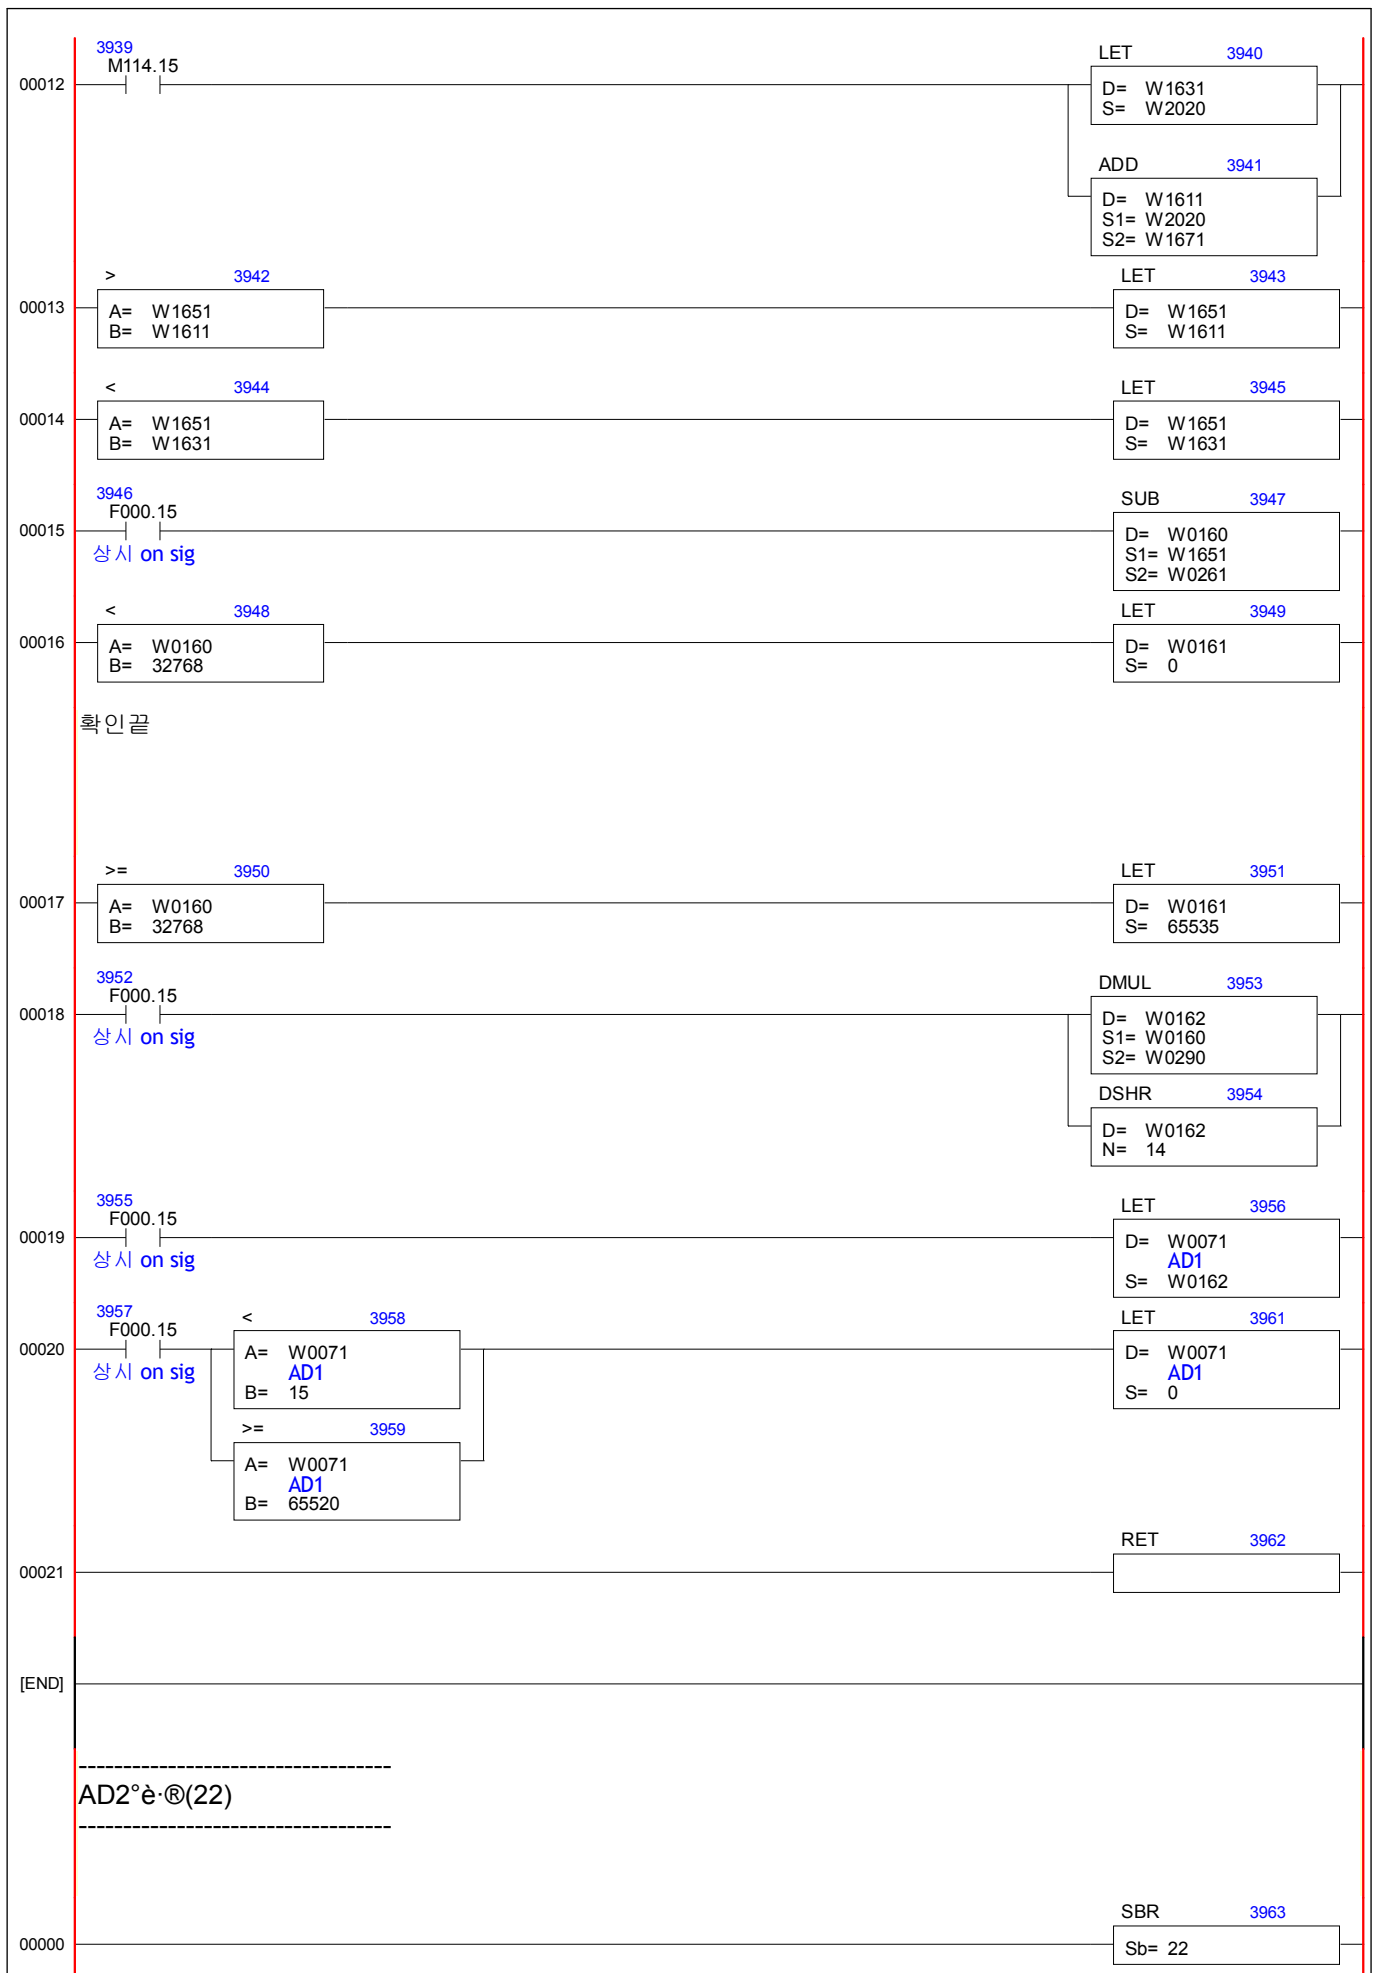 3939
M114.15
00012
LET 3940
D= W1631
S= W2020
ADD 3941
D= W1611
S1= W2020
S2= W1671
> 3942
00013
A= W1651
B= W1611
LET 3943
D= W1651
S= W1611
< 3944
00014
A= W1651
B= W1631
LET 3945
D= W1651
S= W1631
3946
F000.15
00015
상시 on sig
SUB 3947
D= W0160
S1= W1651
S2= W0261
< 3948
00016
A= W0160
B= 32768
LET 3949
D= W0161
S= 0
확인끝
>= 3950
00017
A= W0160
B= 32768
LET 3951
D= W0161
S= 65535
3952
F000.15
00018
상시 on sig
DMUL 3953
D= W0162
S1= W0160
S2= W0290
DSHR 3954
D= W0162
N= 14
3955
F000.15
00019
상시 on sig
LET 3956
D= W0071
AD1
S= W0162
3957
F000.15
00020
상시 on sig
< 3958
A= W0071
AD1
B= 15
>= 3959
A= W0071
AD1
B= 65520
LET 3961
D= W0071
AD1
S= 0
RET 3962
00021
[END]
-----------------------------------
AD2°è·®(22)
-----------------------------------
SBR 3963
00000
Sb= 22